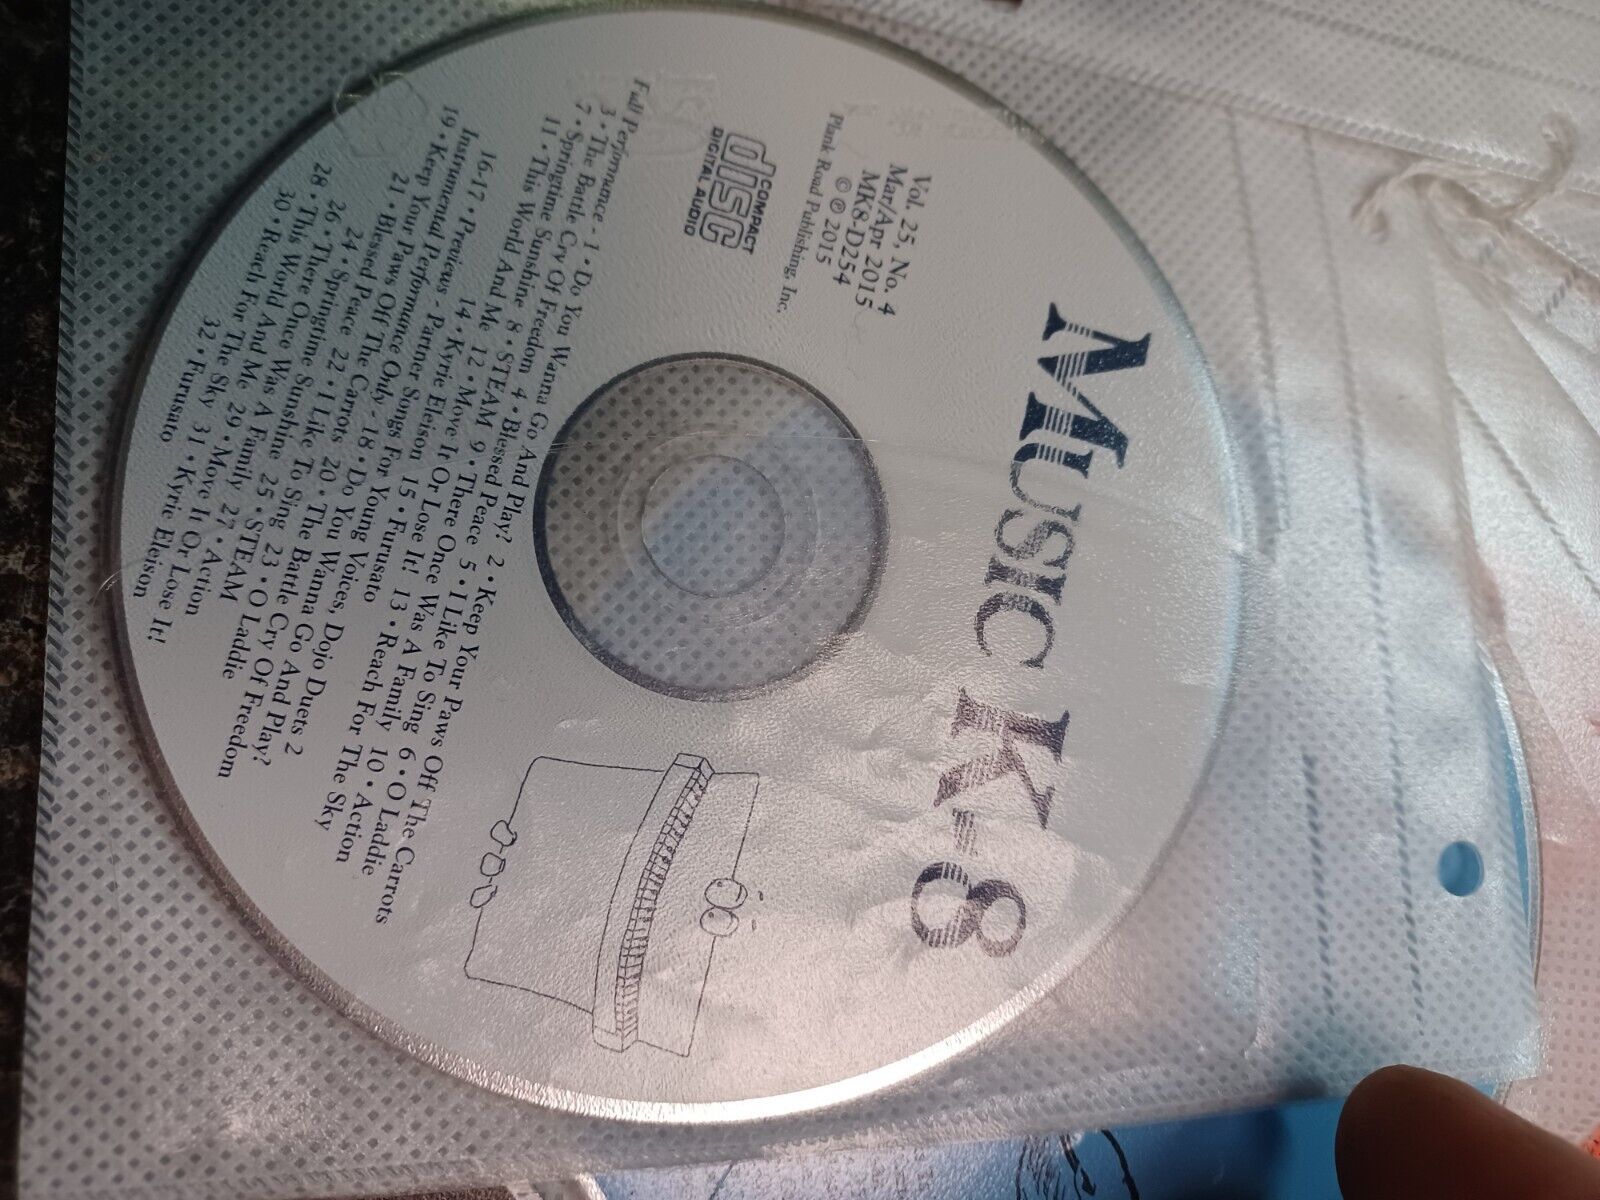 MUSIC K-8
Vol. 25, No. 4
Mar/Apr 2015
MK8-D254
© ℗ 2015
Plank Road Publishing, Inc.
COMPACT
disc
DIGITAL AUDIO
Full Performance - 1 • Do You Wanna Go And Play? 2 • Keep Your Paws Off The Carrots
3 • The Battle Cry Of Freedom 4 • Blessed Peace 5 • I Like To Sing 6 • O Laddie
7 • Springtime Sunshine 8 • STEAM 9 • There Once Was A Family 10 • Action
11 • This World And Me 12 • Move It Or Lose It! 13 • Reach For The Sky
14 • Kyrie Eleison 15 • Furusato
16-17 • Previews - Partner Songs For Young Voices, Dojo Duets 2
Instrumental Performance Only - 18 • Do You Wanna Go And Play?
19 • Keep Your Paws Off The Carrots 20 • The Battle Cry Of Freedom
21 • Blessed Peace 22 • I Like To Sing 23 • O Laddie
24 • Springtime Sunshine 25 • STEAM
26 • There Once Was A Family 27 • Action
28 • This World And Me 29 • Move It Or Lose It!
30 • Reach For The Sky 31 • Kyrie Eleison
32 • Furusato